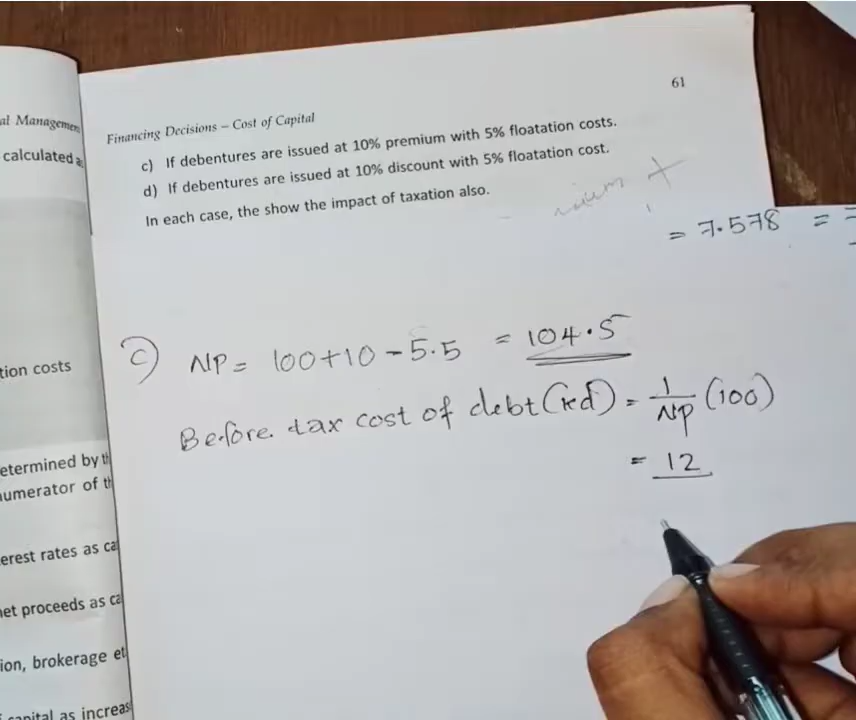 61
al Managemen
Financing Decisions – Cost of Capital
calculated a
c) If debentures are issued at 10% premium with 5% floatation costs.
d) If debentures are issued at 10% discount with 5% floatation cost.
In each case, the show the impact of taxation also.
= 7.578 =
c) NP = 100+10-5.5 = 104.5
tion costs
Before tax cost of debt = 1/NP (100)
= 12
etermined by th
numerator of th
erest rates as ca
net proceeds as ca
ion, brokerage et
capital as increas